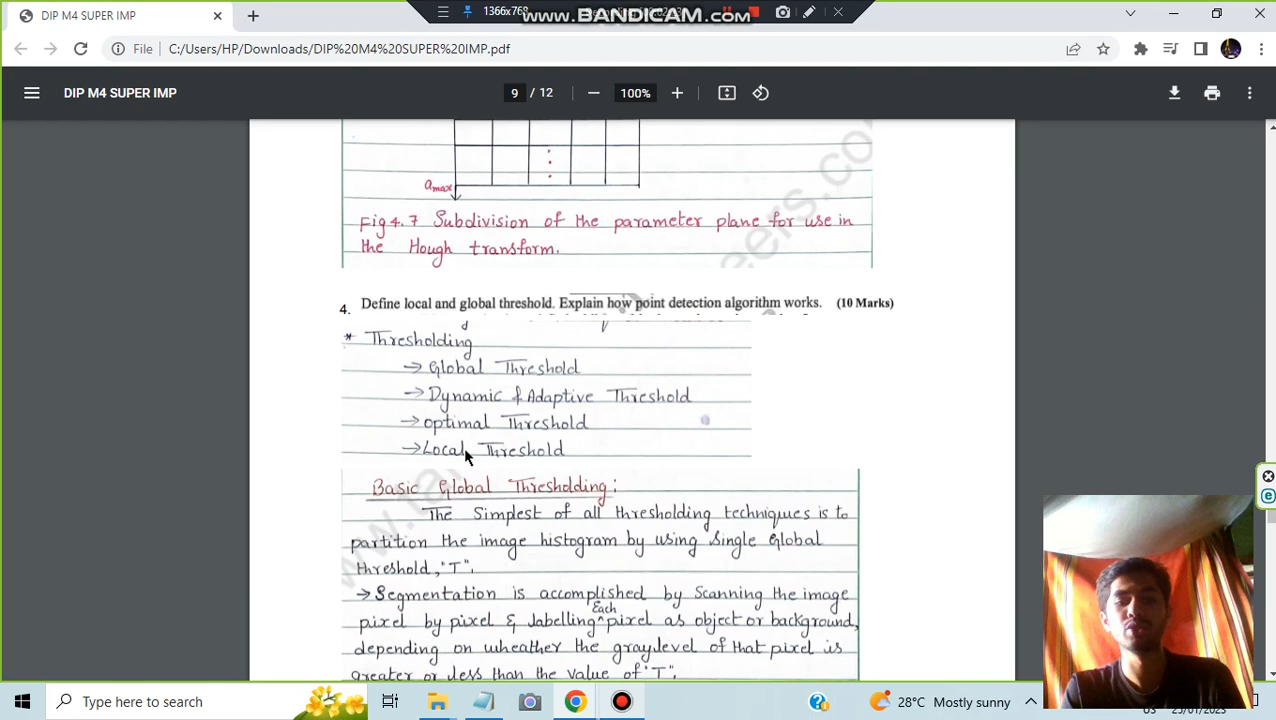 DIP M4 SUPER IMP
1366x768
www.BANDICAM.com
File C:/Users/HP/Downloads/DIP%20M4%20SUPER%20IMP.pdf
DIP M4 SUPER IMP
9 / 12
100%
amax
Fig 4.7 Subdivision of the parameter plane for use in
the Hough transform.
4. Define local and global threshold. Explain how point detection algorithm works. (10 Marks)
* Thresholding
→ Global Threshold
→ Dynamic & Adaptive Threshold
→ optimal Threshold
→ Local Threshold
Basic Global Thresholding:
The Simplest of all thresholding techniques is to
partition the image histogram by using Single Global
threshold, "T".
→ Segmentation is accomplished by Scanning the image
pixel by pixel & labelling ^Each pixel as object or background,
depending on wheather the graylevel of that pixel is
greater or less than the value of "T".
Type here to search
28°C Mostly sunny
25/01/2023